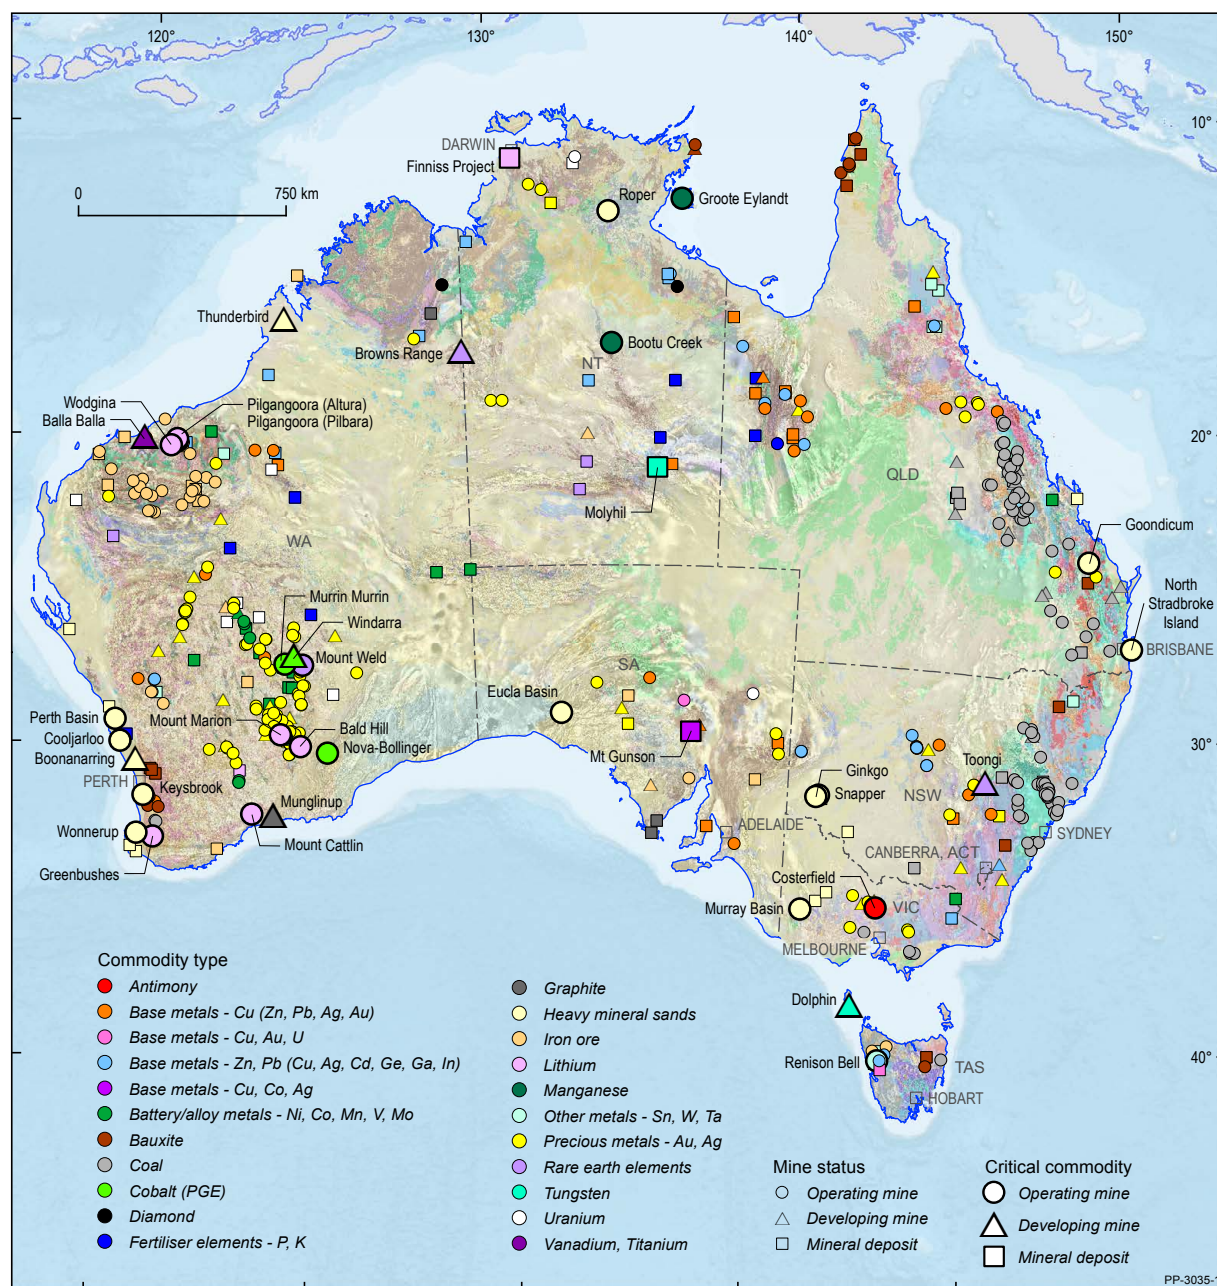 120°
130°
140°
150°
10°
DARWIN
Finniss Project
0
750 km
Roper
Groote Eylandt
Thunderbird
Browns Range
Bootu Creek
NT
Wodgina
Balla Balla
Pilgangoora (Altura)
Pilgangoora (Pilbara)
20°
QLD
Molyhil
Goondicum
WA
Murrin Murrin
Windarra
Mount Weld
North
Stradbroke
Island
BRISBANE
SA
Eucla Basin
Perth Basin
Mount Marion
Bald Hill
Cooljarloo
Nova-Bollinger
Boonanarring
Mt Gunson
30°
Toongi
Ginkgo
Snapper
PERTH
Keysbrook
Munglinup
NSW
ADELAIDE
SYDNEY
Wonnerup
Mount Cattlin
Greenbushes
CANBERRA, ACT
Costerfield
Murray Basin
VIC
MELBOURNE
Dolphin
Renison Bell
TAS
40°
HOBART
Commodity type
Antimony
Base metals - Cu (Zn, Pb, Ag, Au)
Base metals - Cu, Au, U
Base metals - Zn, Pb (Cu, Ag, Cd, Ge, Ga, In)
Base metals - Cu, Co, Ag
Battery/alloy metals - Ni, Co, Mn, V, Mo
Bauxite
Coal
Cobalt (PGE)
Diamond
Fertiliser elements - P, K
Graphite
Heavy mineral sands
Iron ore
Lithium
Manganese
Other metals - Sn, W, Ta
Precious metals - Au, Ag
Rare earth elements
Tungsten
Uranium
Vanadium, Titanium
Mine status
Operating mine
Developing mine
Mineral deposit
Critical commodity
Operating mine
Developing mine
Mineral deposit